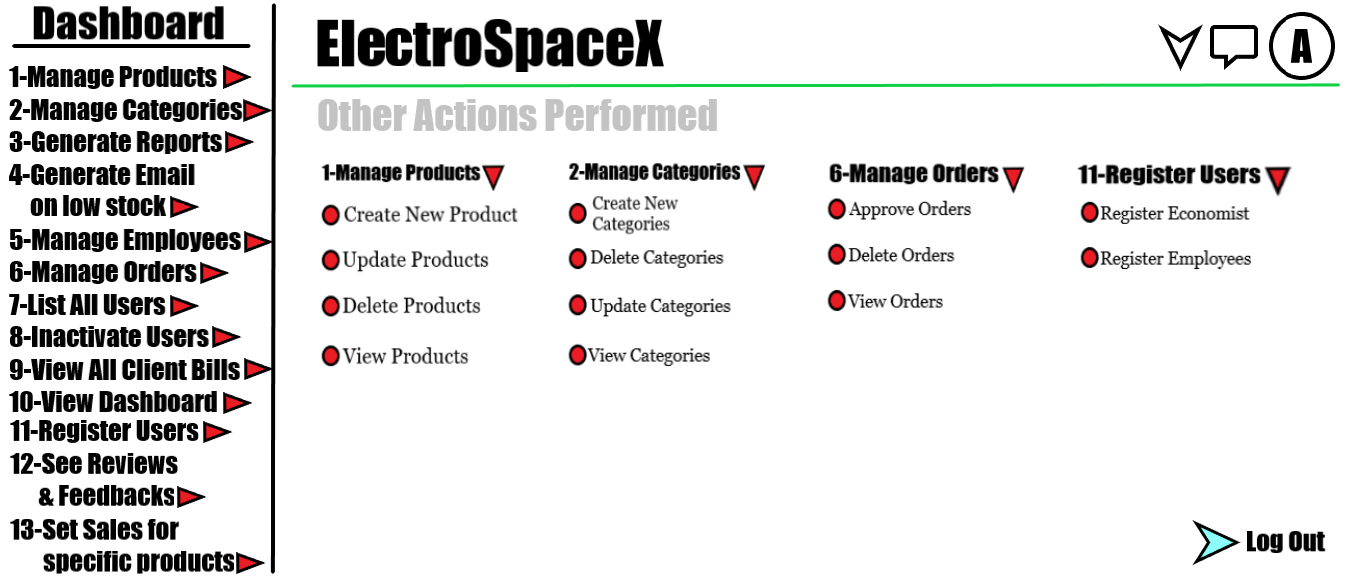 Dashboard
1-Manage Products
2-Manage Categories
3-Generate Reports
4-Generate Email
on low stock
5-Manage Employees
6-Manage Orders
7-List All Users
8-Inactivate Users
9-View All Client Bills
10-View Dashboard
11-Register Users
12-See Reviews
& Feedbacks
13-Set Sales for
specific products
ElectroSpaceX
A
Other Actions Performed
1-Manage Products
Create New Product
Update Products
Delete Products
View Products
2-Manage Categories
Create New
Categories
Delete Categories
Update Categories
View Categories
6-Manage Orders
Approve Orders
Delete Orders
View Orders
11-Register Users
Register Economist
Register Employees
Log Out